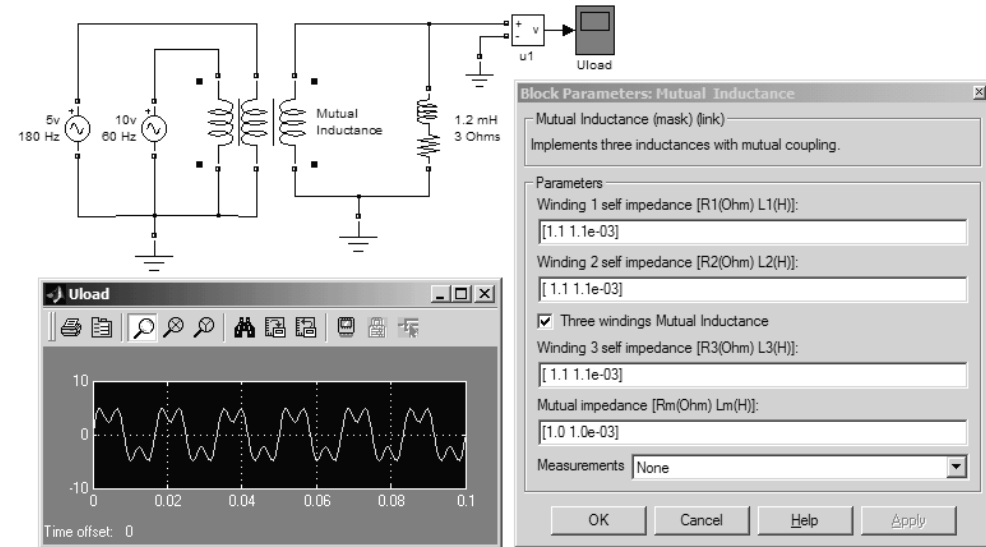 +
-
v
u1
Uload
5v
180 Hz
+
10v
60 Hz
+
Mutual
Inductance
1.2 mH
3 Ohms
Block Parameters: Mutual Inductance
Mutual Inductance (mask) (link)
Implements three inductances with mutual coupling.
Parameters
Winding 1 self impedance [R1(Ohm) L1(H)]:
[1.1 1.1e-03]
Winding 2 self impedance [R2(Ohm) L2(H)]:
[ 1.1 1.1e-03]
Three windings Mutual Inductance
Winding 3 self impedance [R3(Ohm) L3(H)]:
[ 1.1 1.1e-03]
Mutual impedance [Rm(Ohm) Lm(H)]:
[1.0 1.0e-03]
Measurements None
OK Cancel Help Apply
Uload
10
0
-10
0 0.02 0.04 0.06 0.08 0.1
Time offset: 0